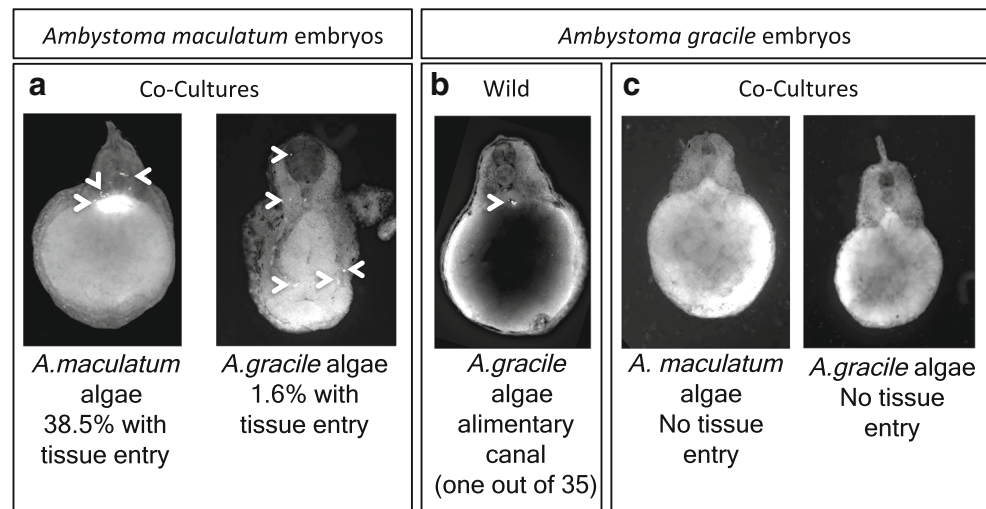 Ambystoma maculatum embryos
Ambystoma gracile embryos
a
Co-Cultures
b
Wild
c
Co-Cultures
A.maculatum
algae
38.5% with
tissue entry
A.gracile algae
1.6% with
tissue entry
A.gracile
algae
alimentary
canal
(one out of 35)
A. maculatum
algae
No tissue
entry
A.gracile algae
No tissue
entry